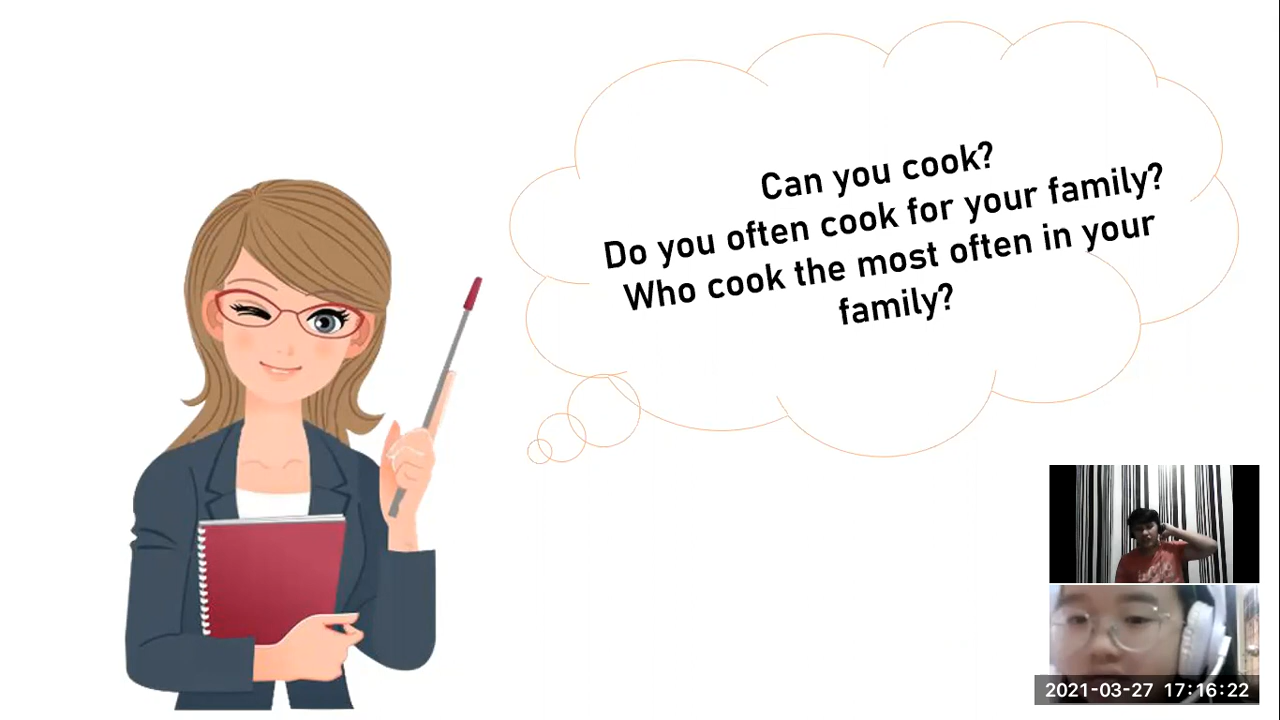 Can you cook?
Do you often cook for your family?
Who cook the most often in your
family?
2021-03-27 17:16:22